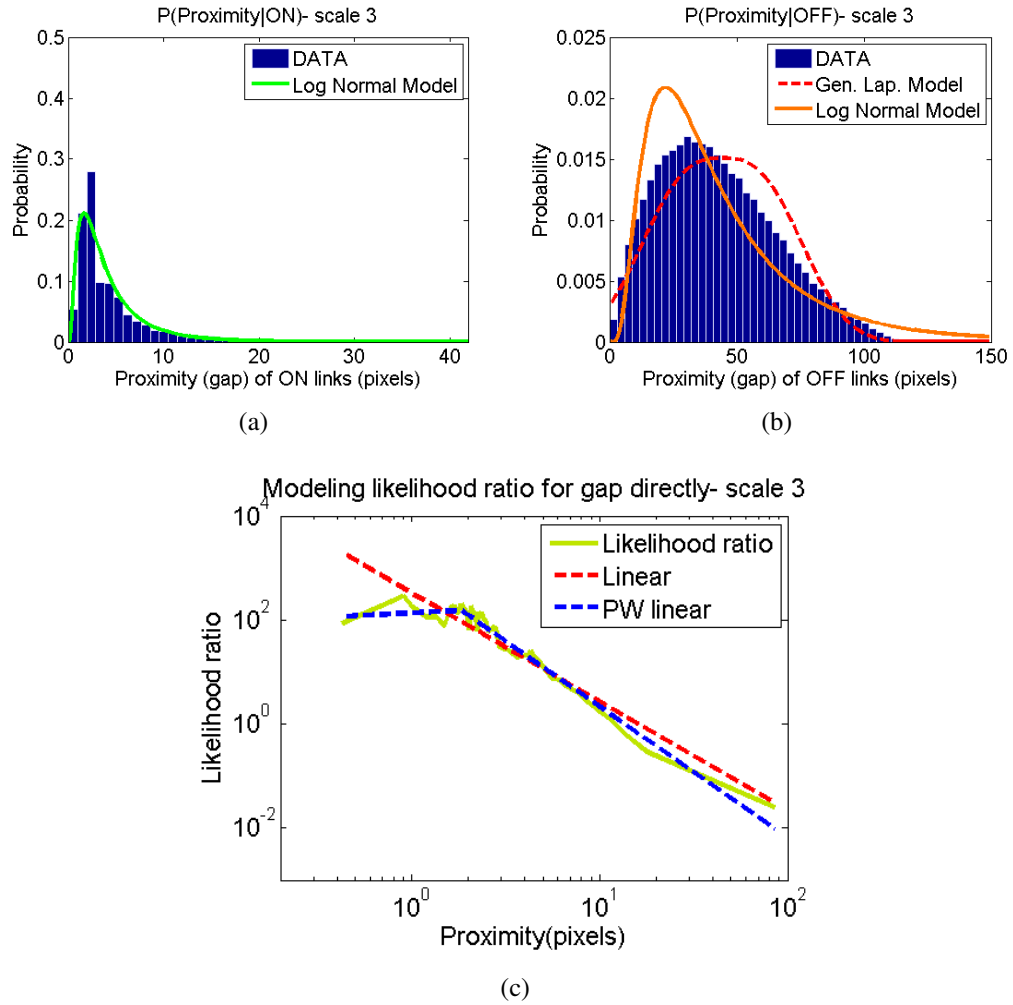 P(Proximity|ON)- scale 3
0.5
0.4
0.3
0.2
0.1
0
Probability
DATA
Log Normal Model
0 10 20 30 40
Proximity (gap) of ON links (pixels)
(a)
P(Proximity|OFF)- scale 3
0.025
0.02
0.015
0.01
0.005
0
Probability
DATA
Gen. Lap. Model
Log Normal Model
0 50 100 150
Proximity (gap) of OFF links (pixels)
(b)
Modeling likelihood ratio for gap directly- scale 3
10^4
10^2
10^0
10^-2
Likelihood ratio
Likelihood ratio
Linear
PW linear
10^0 10^1 10^2
Proximity(pixels)
(c)